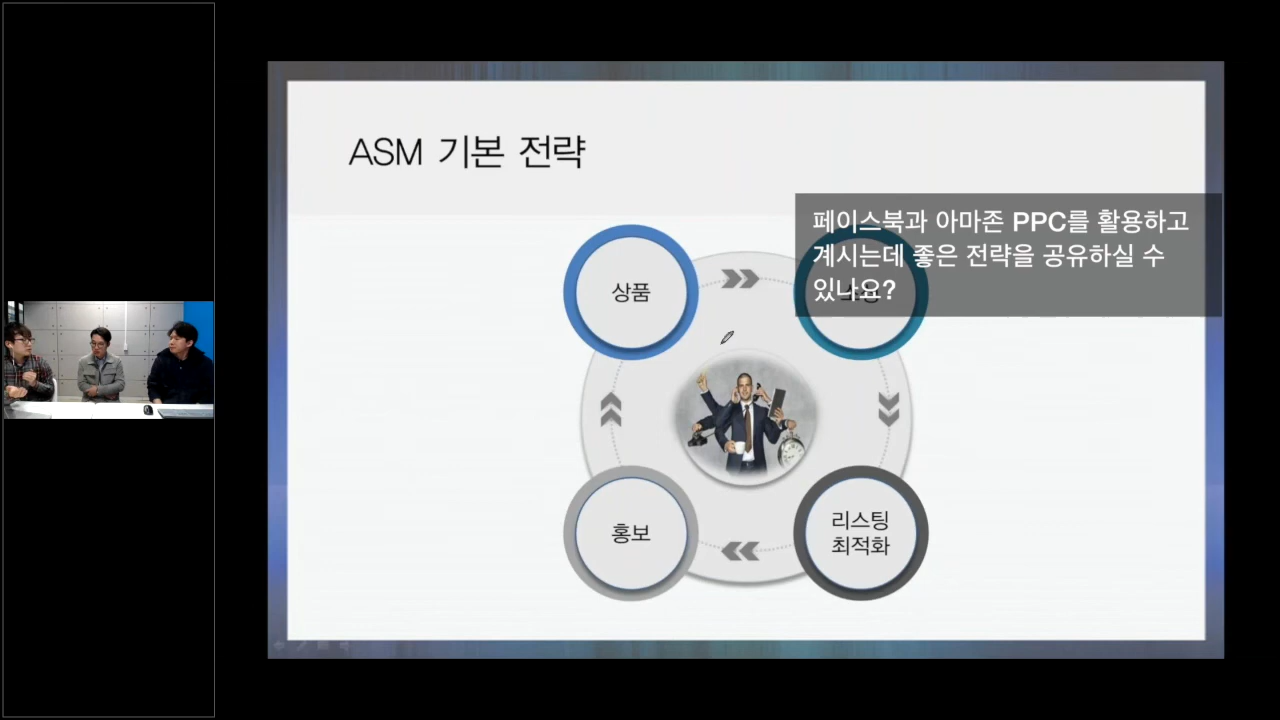 ASM 기본 전략
페이스북과 아마존 PPC를 활용하고
계시는데 좋은 전략을 공유하실 수
있나요?
상품
홍보
리스팅
최적화